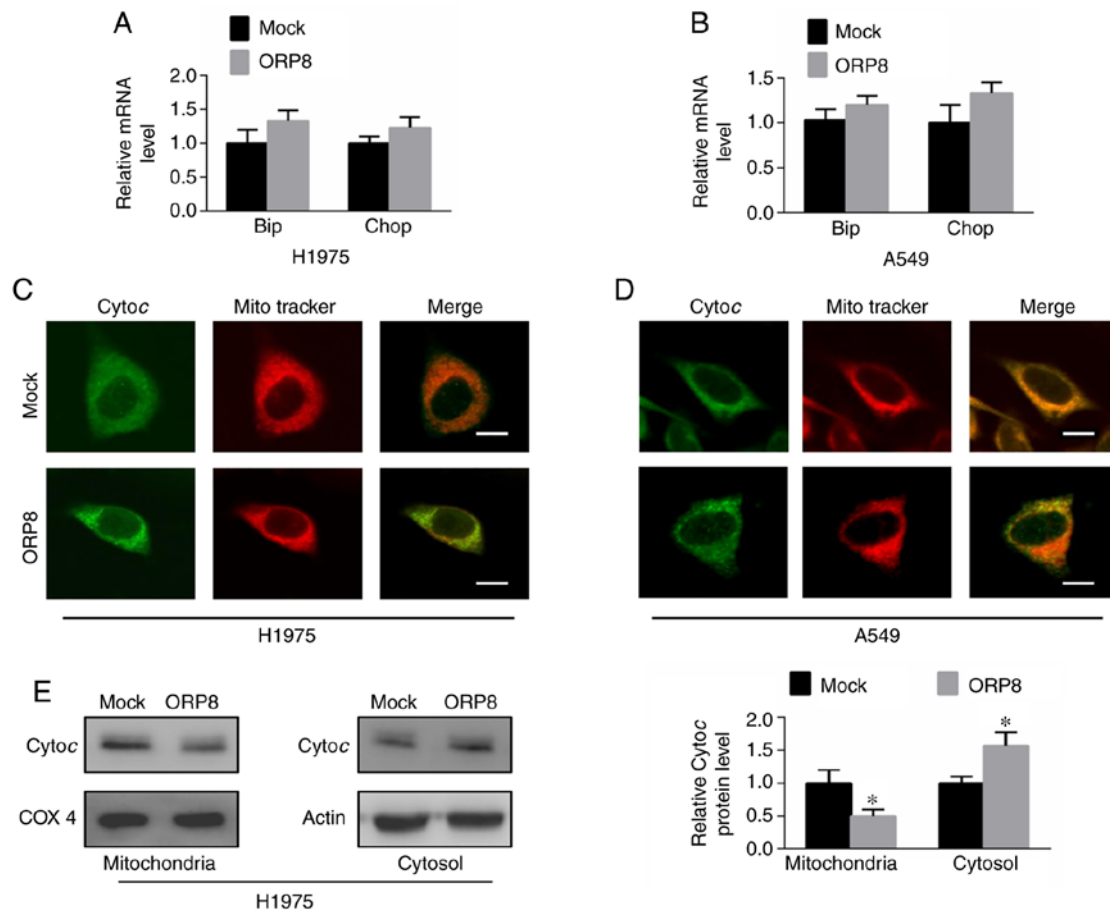 A
Mock
ORP8
Relative mRNA
level
2.0
1.5
1.0
0.5
0.0
Bip Chop
H1975
B
Mock
ORP8
Relative mRNA
level
1.5
1.0
0.5
0.0
Bip Chop
A549
C
Cytoc Mito tracker Merge
Mock
ORP8
H1975
D
Cytoc Mito tracker Merge
A549
E
Mock ORP8
Cytoc
COX 4
Mitochondria
Mock ORP8
Cytoc
Actin
Cytosol
H1975
Mock ORP8
Relative Cytoc
protein level
2.0
1.5
1.0
0.5
0.0
* *
Mitochondria Cytosol